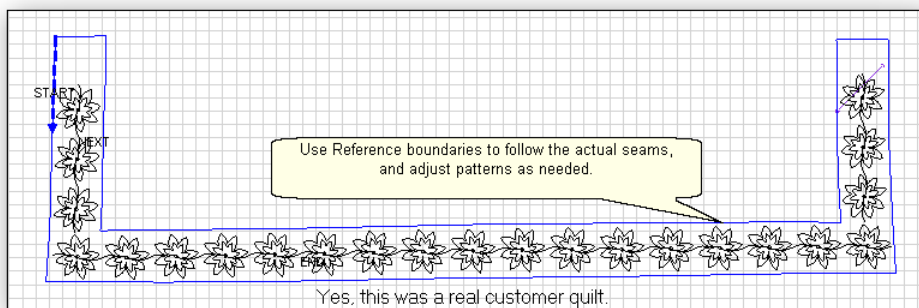 START
NEXT
Use Reference boundaries to follow the actual seams,
and adjust patterns as needed.
Yes, this was a real customer quilt.